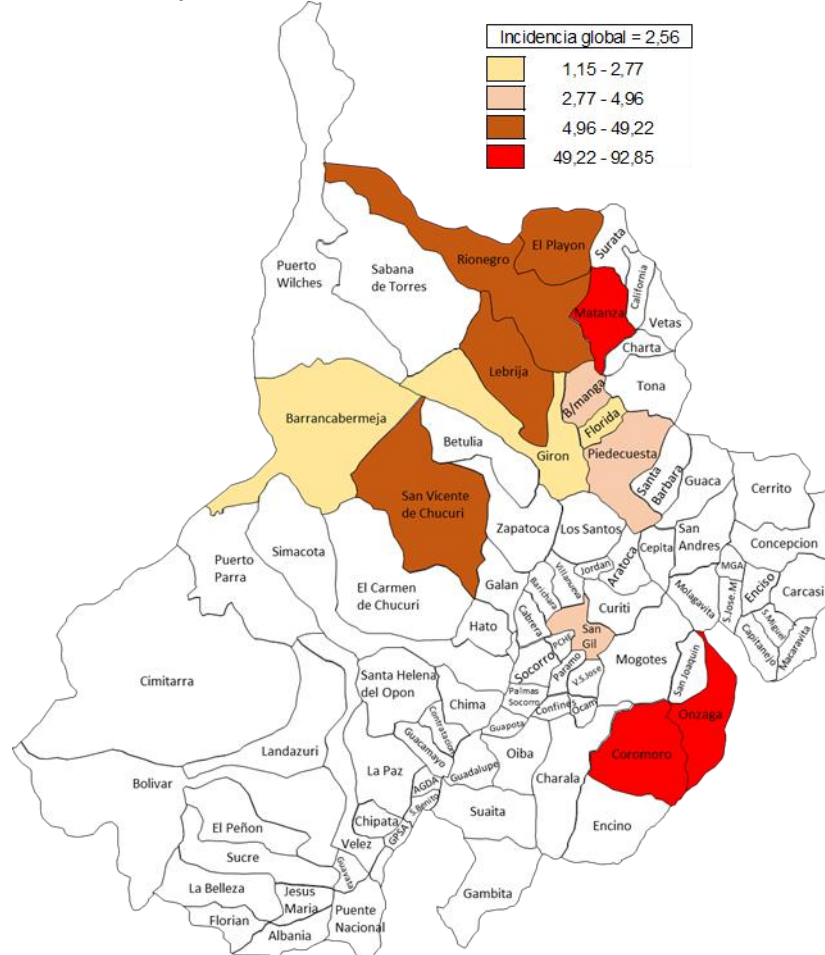 Incidencia global = 2,56
1,15 - 2,77
2,77 - 4,96
4,96 - 49,22
49,22 - 92,85
Puerto
Wilches
Sabana
de Torres
Rionegro
El Playon
Surata
California
Matanza
Vetas
Charta
Lebrija
Tona
B/manga
Florida
Barrancabermeja
Betulia
Giron
Piedecuesta
Santa
Barbara
Guaca
Cerrito
San Vicente
de Chucuri
Zapatoca
Los Santos
Cepita
San
Andres
Concepcion
Simacota
Puerto
Parra
El Carmen
de Chucuri
Galan
Villanueva
Jordan
Aratoca
MGA
Enciso
Carcasi
Barichara
Cabrera
Curiti
Molagavita
S.Jose.MI
S.Miguel
Capitanejo
Macaravita
Hato
San
Gil
PCHE
Socorro
Paramo
V.S.Jose
Mogotes
San Joaquin
Cimitarra
Santa Helena
del Opon
Chima
Palmas
Socorro
Confines
Ocam
Onzaga
Contratacion
Guapota
Guacamayo
Landazuri
Oiba
Coromoro
La Paz
Guadalupe
Charala
Bolivar
AGDA
S.Benito
Suaita
Encino
El Peñon
Chipata
GPSA
Velez
Sucre
Guavata
La Belleza
Jesus
Maria
Gambita
Florian
Puente
Nacional
Albania